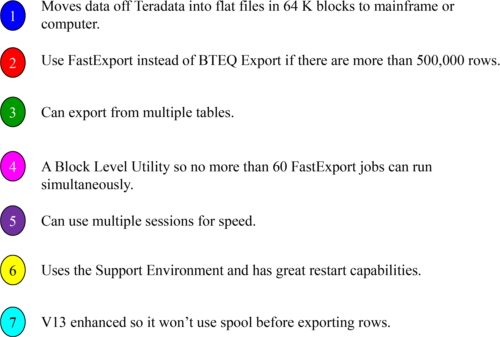 1 Moves data off Teradata into flat files in 64 K blocks to mainframe or
computer.
2 Use FastExport instead of BTEQ Export if there are more than 500,000 rows.
3 Can export from multiple tables.
4 A Block Level Utility so no more than 60 FastExport jobs can run
simultaneously.
5 Can use multiple sessions for speed.
6 Uses the Support Environment and has great restart capabilities.
7 V13 enhanced so it won’t use spool before exporting rows.